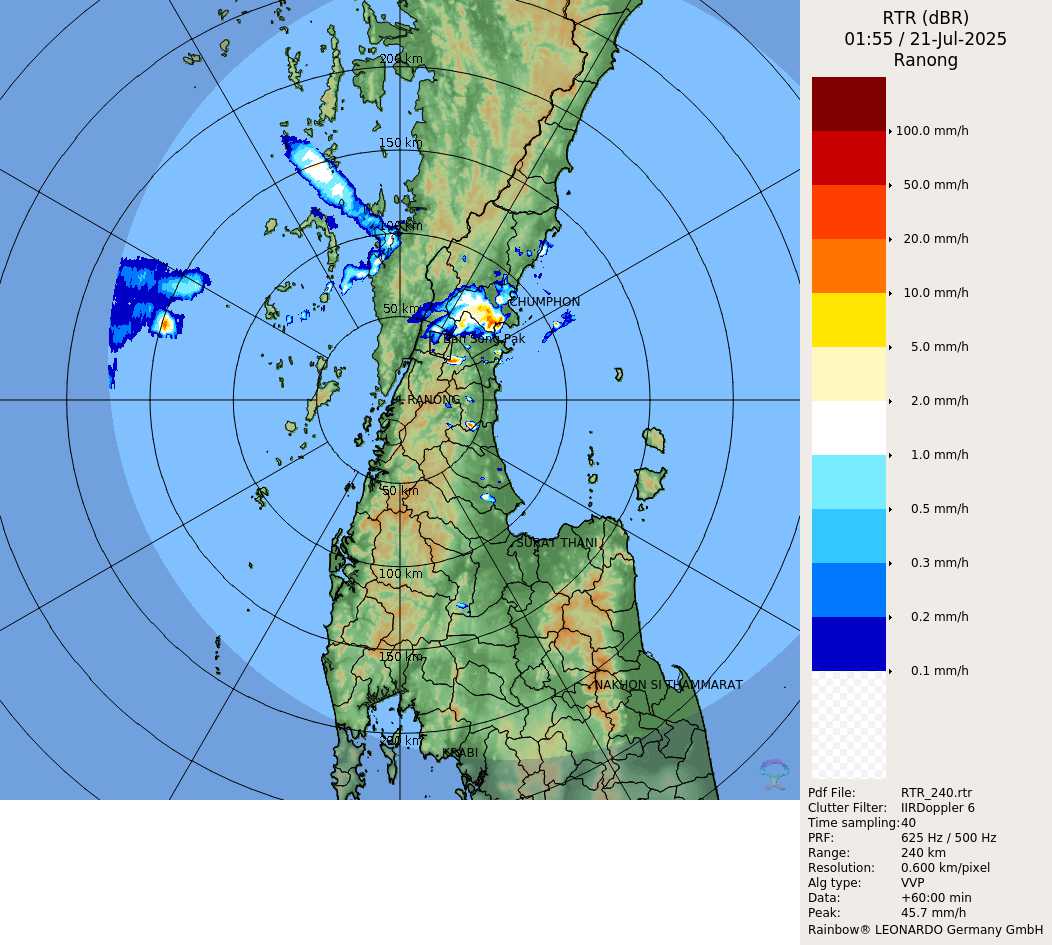 RTR (dBR)
01:55 / 21-Jul-2025
Ranong
200 km
150 km
100 km
50 km
CHUMPHON
Ban Song Pak
RANONG
50 km
SURAT THANI
100 km
150 km
NAKHON SI THAMMARAT
200 km
KRABI
100.0 mm/h
50.0 mm/h
20.0 mm/h
10.0 mm/h
5.0 mm/h
2.0 mm/h
1.0 mm/h
0.5 mm/h
0.3 mm/h
0.2 mm/h
0.1 mm/h
Pdf File: RTR_240.rtr
Clutter Filter: IIRDoppler 6
Time sampling: 40
PRF: 625 Hz / 500 Hz
Range: 240 km
Resolution: 0.600 km/pixel
Alg type: VVP
Data: +60:00 min
Peak: 45.7 mm/h
Rainbow® LEONARDO Germany GmbH